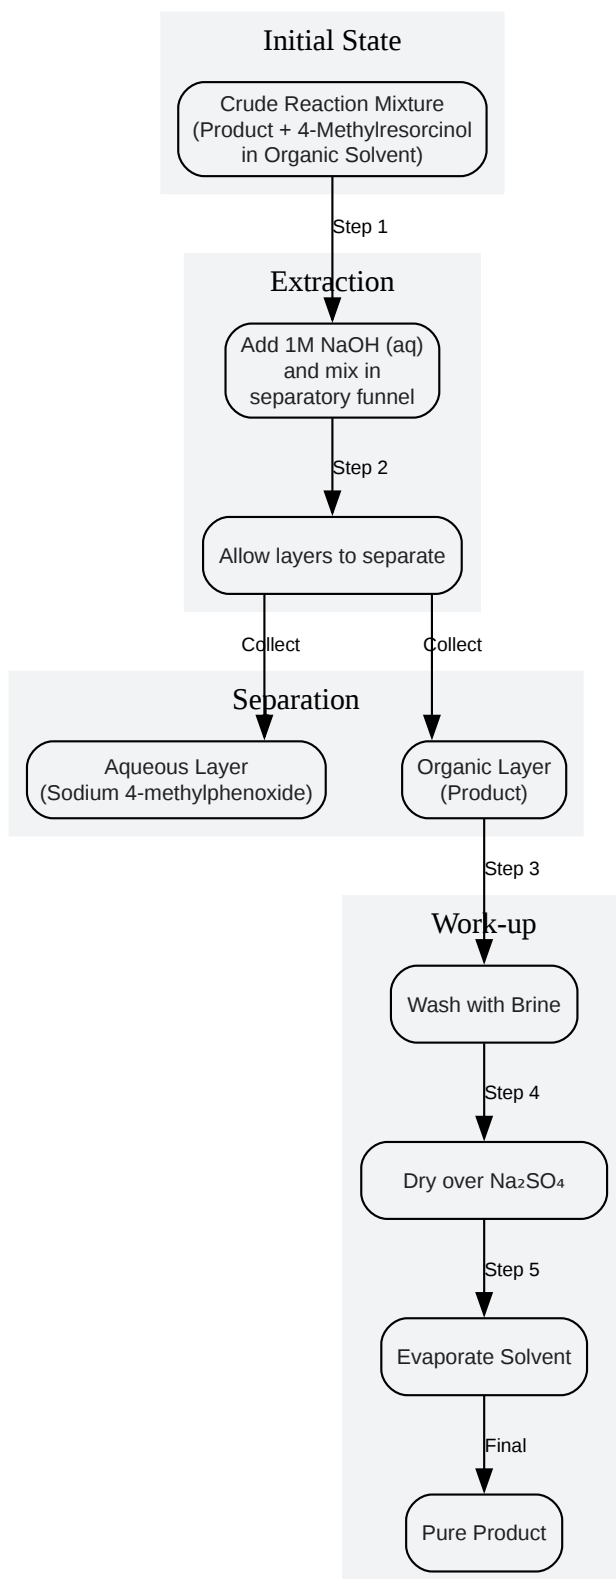 Initial State
Crude Reaction Mixture
(Product + 4-Methylresorcinol
in Organic Solvent)
Step 1
Extraction
Add 1M NaOH (aq)
and mix in
separatory funnel
Step 2
Allow layers to separate
Collect
Collect
Separation
Aqueous Layer
(Sodium 4-methylphenoxide)
Organic Layer
(Product)
Step 3
Work-up
Wash with Brine
Step 4
Dry over Na₂SO₄
Step 5
Evaporate Solvent
Final
Pure Product